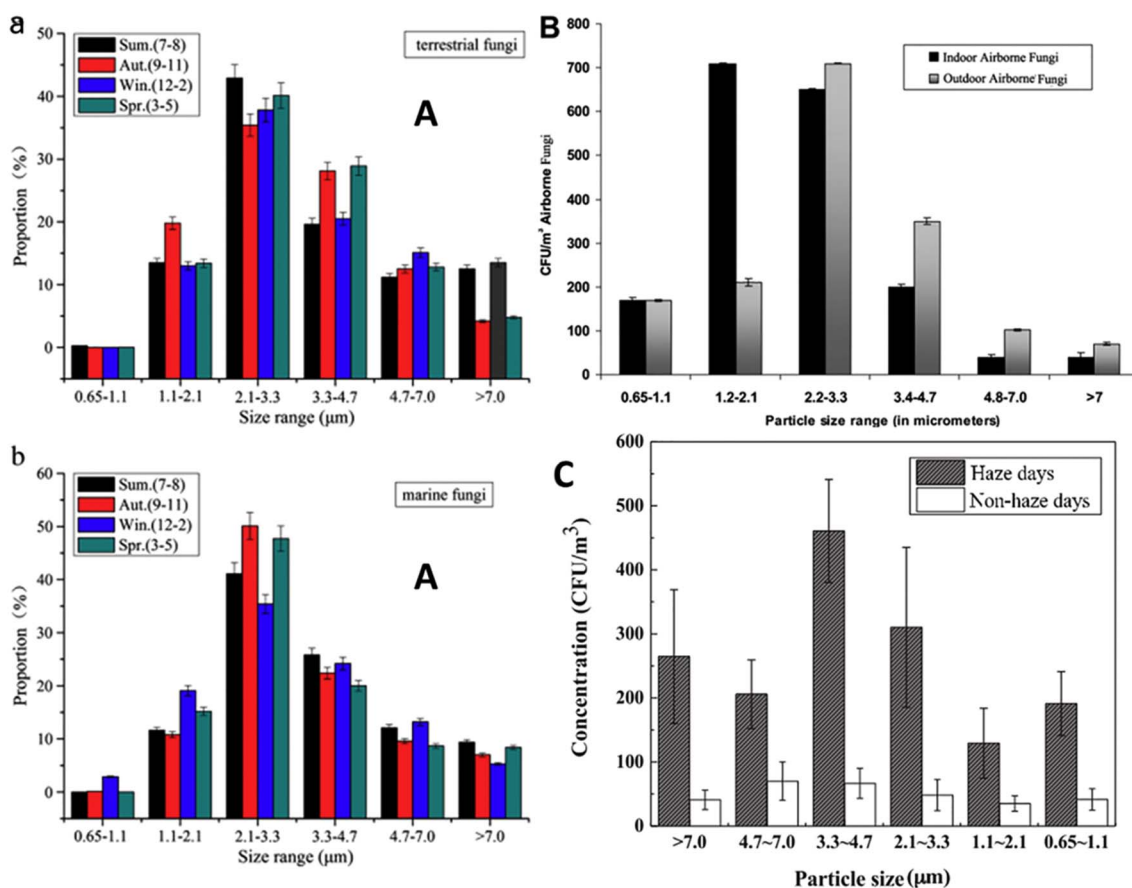 a
Sum.(7-8)
Aut.(9-11)
Win.(12-2)
Spr.(3-5)
terrestrial fungi
A
Proportion (%)
40
30
20
10
0
0.65-1.1 1.1-2.1 2.1-3.3 3.3-4.7 4.7-7.0 >7.0
Size range (μm)
B
Indoor Airborne Fungi
Outdoor Airborne Fungi
CFU/m³ Airborne Fungi
800
700
600
500
400
300
200
100
0
0.65-1.1 1.2-2.1 2.2-3.3 3.4-4.7 4.8-7.0 >7
Particle size range (in micrometers)
b
Sum.(7-8)
Aut.(9-11)
Win.(12-2)
Spr.(3-5)
marine fungi
A
Proportion (%)
60
50
40
30
20
10
0
0.65-1.1 1.1-2.1 2.1-3.3 3.3-4.7 4.7-7.0 >7.0
Size range (μm)
C
Haze days
Non-haze days
Concentration (CFU/m³)
600
500
400
300
200
100
0
>7.0 4.7~7.0 3.3~4.7 2.1~3.3 1.1~2.1 0.65~1.1
Particle size (μm)